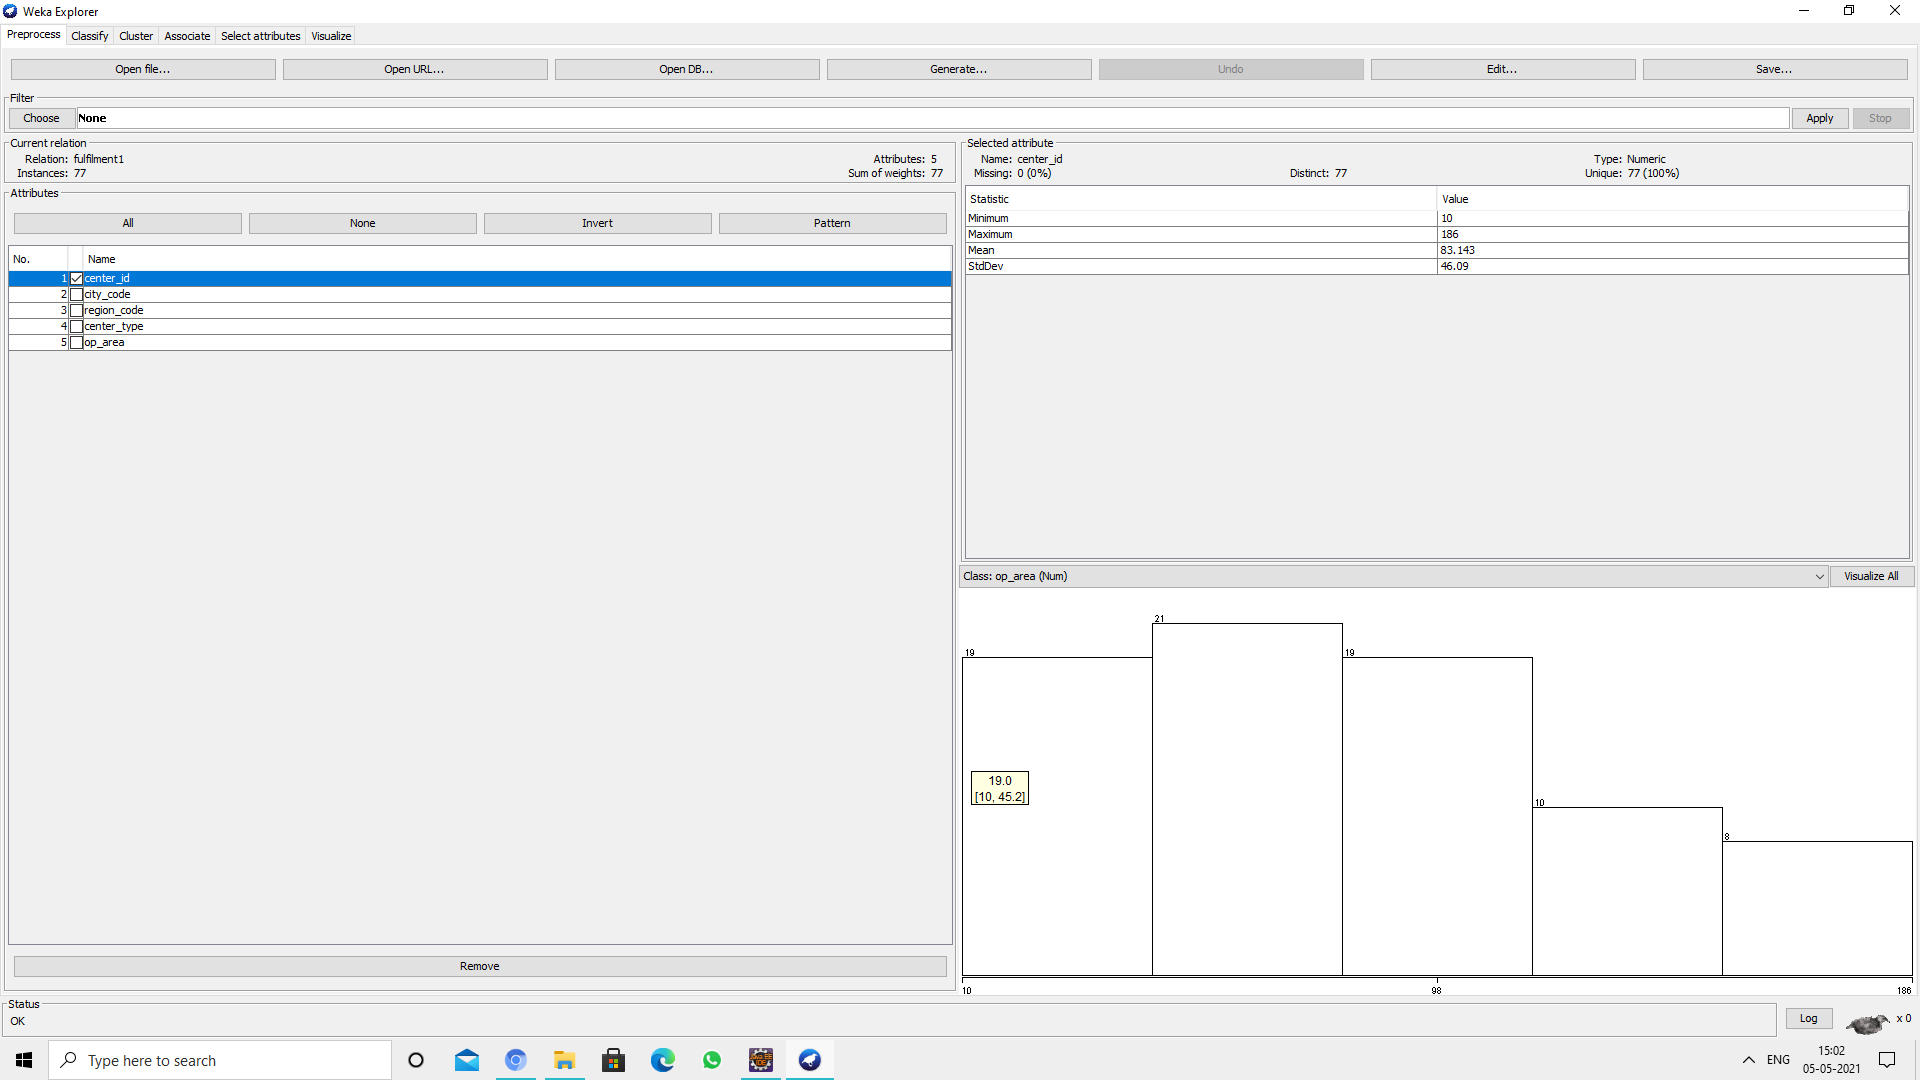 Weka Explorer
Preprocess Classify Cluster Associate Select attributes Visualize
Open file... Open URL... Open DB... Generate... Undo Edit... Save...
Filter
Choose None Apply Stop
Current relation
Relation: fulfilment1 Attributes: 5
Instances: 77 Sum of weights: 77
Attributes
All None Invert Pattern
No. Name
1 center_id
2 city_code
3 region_code
4 center_type
5 op_area
Remove
Selected attribute
Name: center_id Type: Numeric
Missing: 0 (0%) Distinct: 77 Unique: 77 (100%)
Statistic Value
Minimum 10
Maximum 186
Mean 83.143
StdDev 46.09
Class: op_area (Num) Visualize All
21
19 19
19.0
[10, 45.2]
10
8
10 98 186
Status
OK
Log x 0
Type here to search
ENG
15:02
05-05-2021